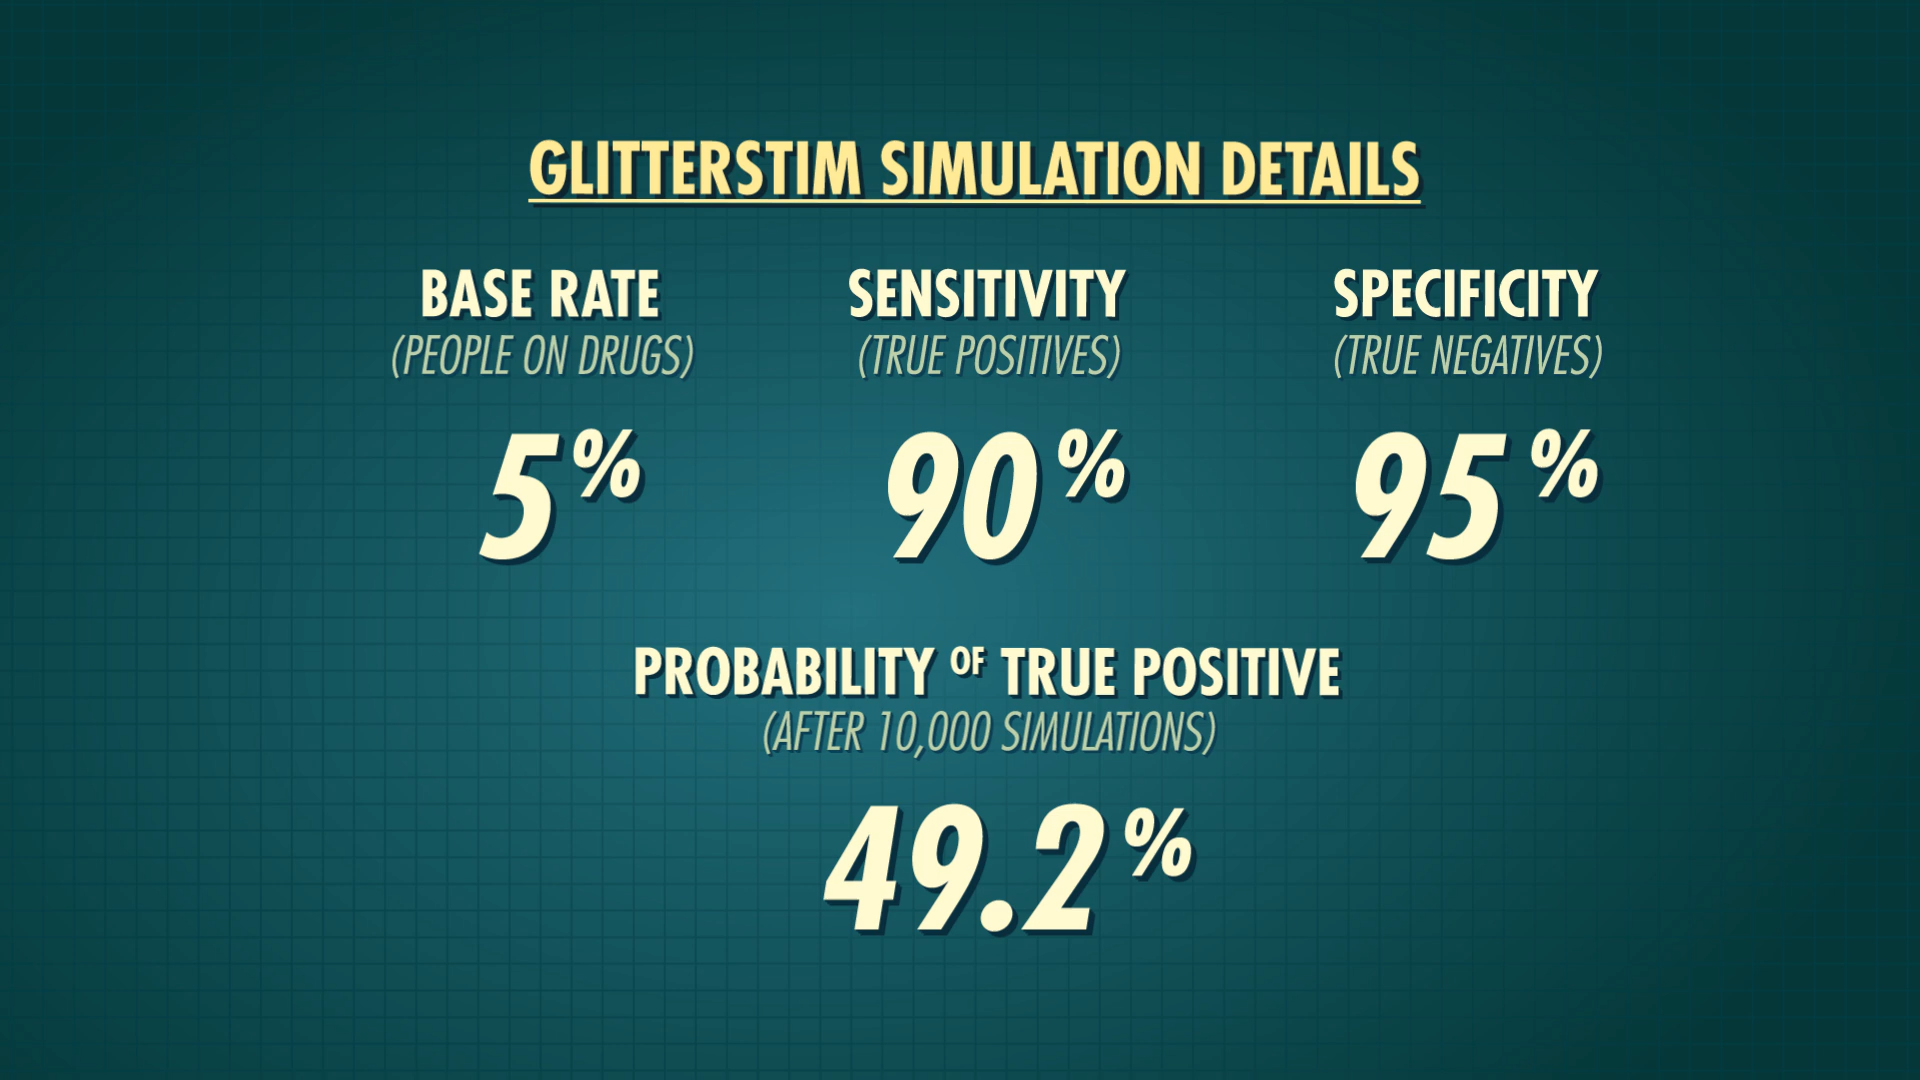 GLITTERSTIM SIMULATION DETAILS
BASE RATE
(PEOPLE ON DRUGS)
5%
SENSITIVITY
(TRUE POSITIVES)
90%
SPECIFICITY
(TRUE NEGATIVES)
95%
PROBABILITY OF TRUE POSITIVE
(AFTER 10,000 SIMULATIONS)
49.2%